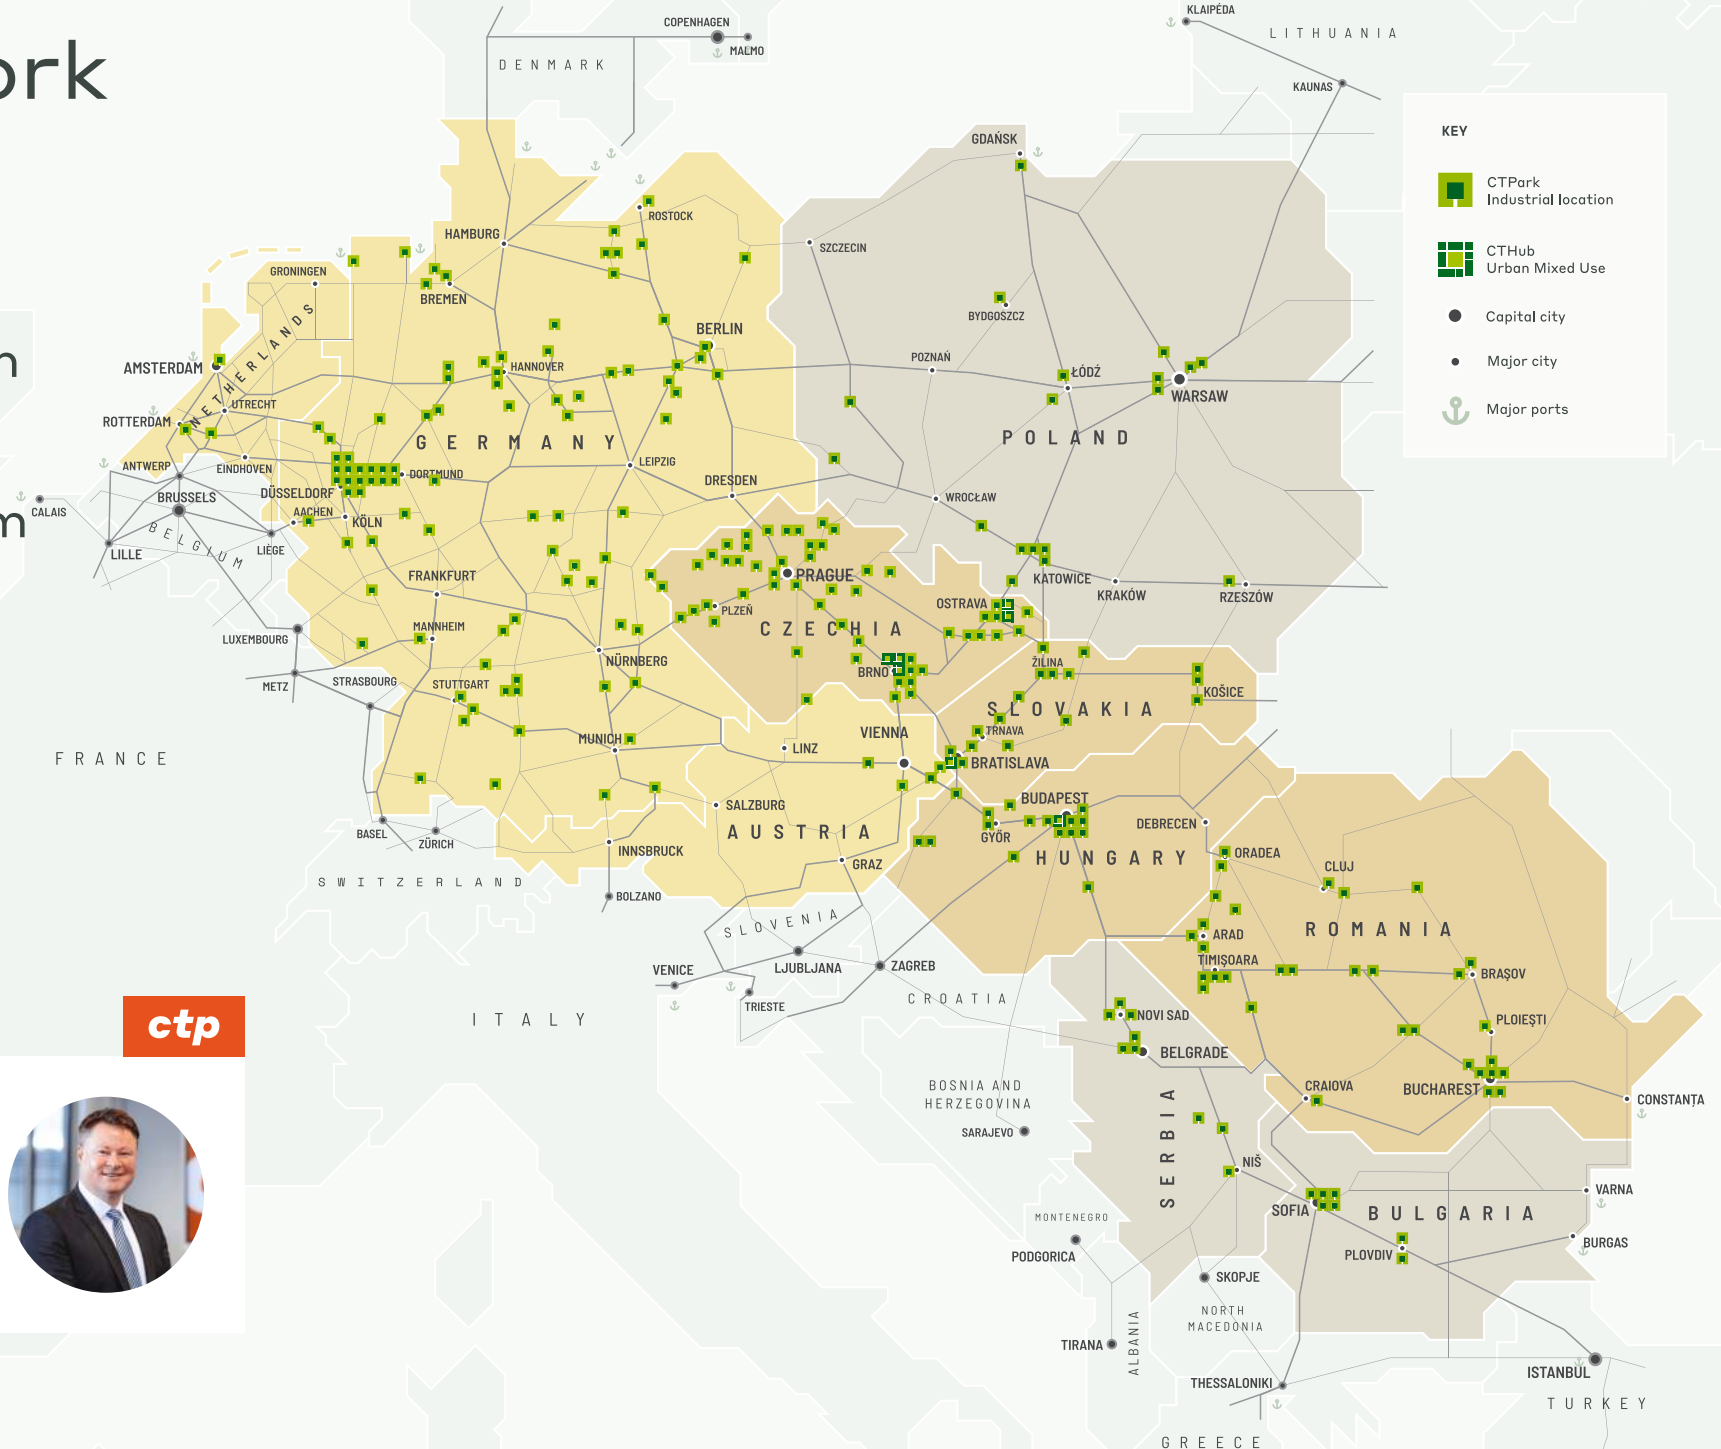 ork
n
m
KEY
CTPark
Industrial location
CTHub
Urban Mixed Use
Capital city
Major city
Major ports
COPENHAGEN
MALMO
DENMARK
KLAIPÉDA
LITHUANIA
KAUNAS
GDAŃSK
ROSTOCK
HAMBURG
SZCZECIN
GRONINGEN
BREMEN
BYDGOSZCZ
NETHERLANDS
BERLIN
AMSTERDAM
HANNOVER
POZNAŃ
ŁÓDŹ
WARSAW
UTRECHT
ROTTERDAM
GERMANY
POLAND
ANTWERP
EINDHOVEN
DORTMUND
LEIPZIG
DRESDEN
BRUSSELS
DÜSSELDORF
WROCŁAW
CALAIS
AACHEN
KÖLN
BELGIUM
LILLE
LIÈGE
FRANKFURT
PRAGUE
KATOWICE
KRAKÓW
RZESZÓW
OSTRAVA
PLZEŇ
LUXEMBOURG
MANNHEIM
CZECHIA
NÜRNBERG
ŽILINA
BRNO
METZ
STRASBOURG
STUTTGART
KOŠICE
SLOVAKIA
VIENNA
TRNAVA
MUNICH
LINZ
BRATISLAVA
FRANCE
BUDAPEST
SALZBURG
AUSTRIA
DEBRECEN
BASEL
ZÜRICH
GYŐR
INNSBRUCK
GRAZ
HUNGARY
ORADEA
CLUJ
SWITZERLAND
BOLZANO
SLOVENIA
ROMANIA
ARAD
TIMIȘOARA
VENICE
LJUBLJANA
ZAGREB
BRAȘOV
TRIESTE
CROATIA
ITALY
NOVI SAD
PLOIEȘTI
ctp
BELGRADE
BOSNIA AND
HERZEGOVINA
CRAIOVA
BUCHAREST
CONSTANȚA
SARAJEVO
SERBIA
NIŠ
VARNA
MONTENEGRO
SOFIA
BULGARIA
PODGORICA
PLOVDIV
BURGAS
SKOPJE
NORTH
MACEDONIA
TIRANA
ALBANIA
ISTANBUL
THESSALONIKI
TURKEY
GREECE